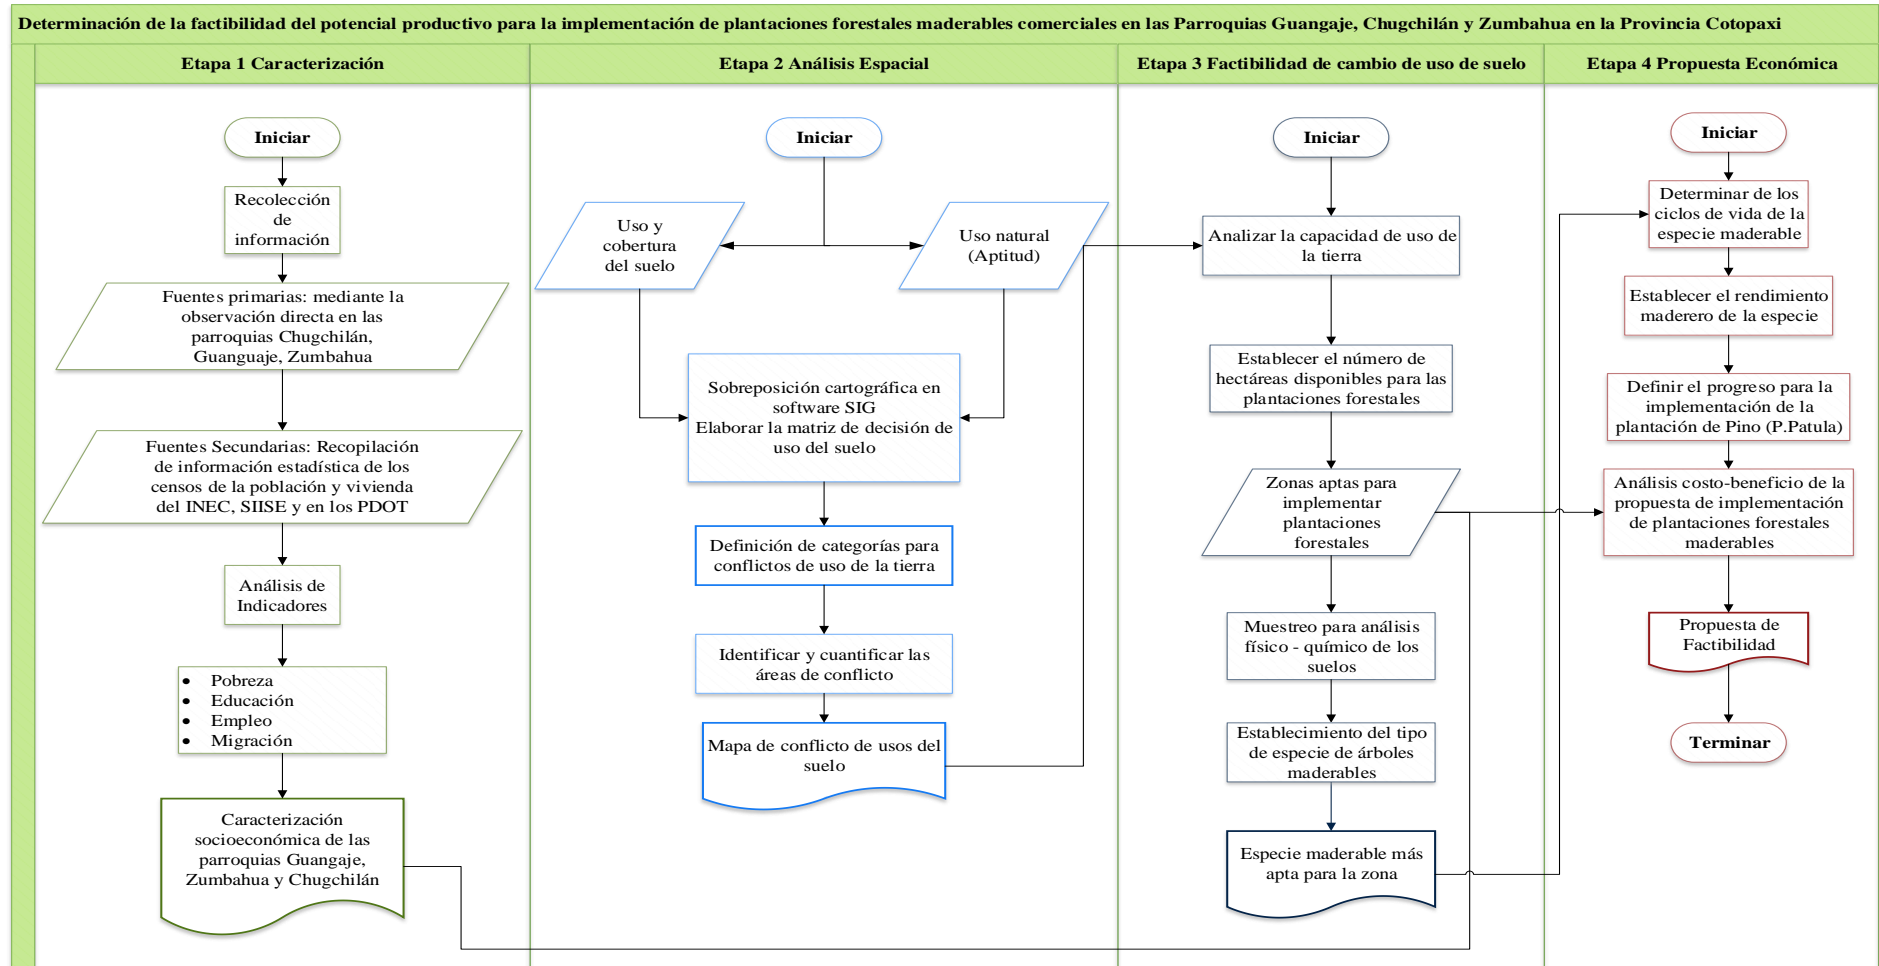 Determinación de la factibilidad del potencial productivo para la implementación de plantaciones forestales maderables comerciales en las Parroquias Guangaje, Chugchilán y Zumbahua en la Provincia Cotopaxi
Etapa 1 Caracterización
Iniciar
Recolección
de
información
Fuentes primarias: mediante la
observación directa en las
parroquias Chugchilán,
Guanguaje, Zumbahua
Fuentes Secundarias: Recopilación
de información estadística de los
censos de la población y vivienda
del INEC, SIISE y en los PDOT
Análisis de
Indicadores
• Pobreza
• Educación
• Empleo
• Migración
Caracterización
socioeconómica de las
parroquias Guangaje,
Zumbahua y Chugchilán
Etapa 2 Análisis Espacial
Iniciar
Uso y
cobertura
del suelo
Uso natural
(Aptitud)
Sobreposición cartográfica en
software SIG
Elaborar la matriz de decisión de
uso del suelo
Definición de categorías para
conflictos de uso de la tierra
Identificar y cuantificar las
áreas de conflicto
Mapa de conflicto de usos del
suelo
Etapa 3 Factibilidad de cambio de uso de suelo
Iniciar
Analizar la capacidad de uso de
la tierra
Establecer el número de
hectáreas disponibles para las
plantaciones forestales
Zonas aptas para
implementar
plantaciones
forestales
Muestreo para análisis
físico - químico de los
suelos
Establecimiento del tipo
de especie de árboles
maderables
Especie maderable más
apta para la zona
Etapa 4 Propuesta Económica
Iniciar
Determinar de los
ciclos de vida de la
especie maderable
Establecer el rendimiento
maderero de la especie
Definir el progreso para la
implementación de la
plantación de Pino (P.Patula)
Análisis costo-beneficio de la
propuesta de implementación
de plantaciones forestales
maderables
Propuesta de
Factibilidad
Terminar